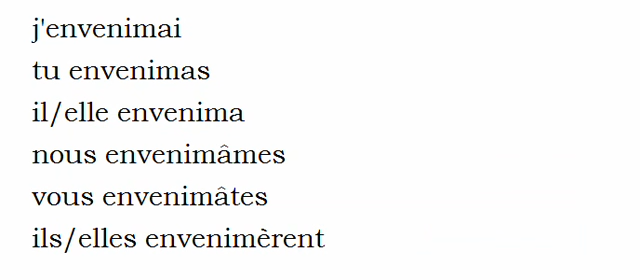 j'envenimai
tu envenimas
il/elle envenima
nous envenimâmes
vous envenimâtes
ils/elles envenimèrent